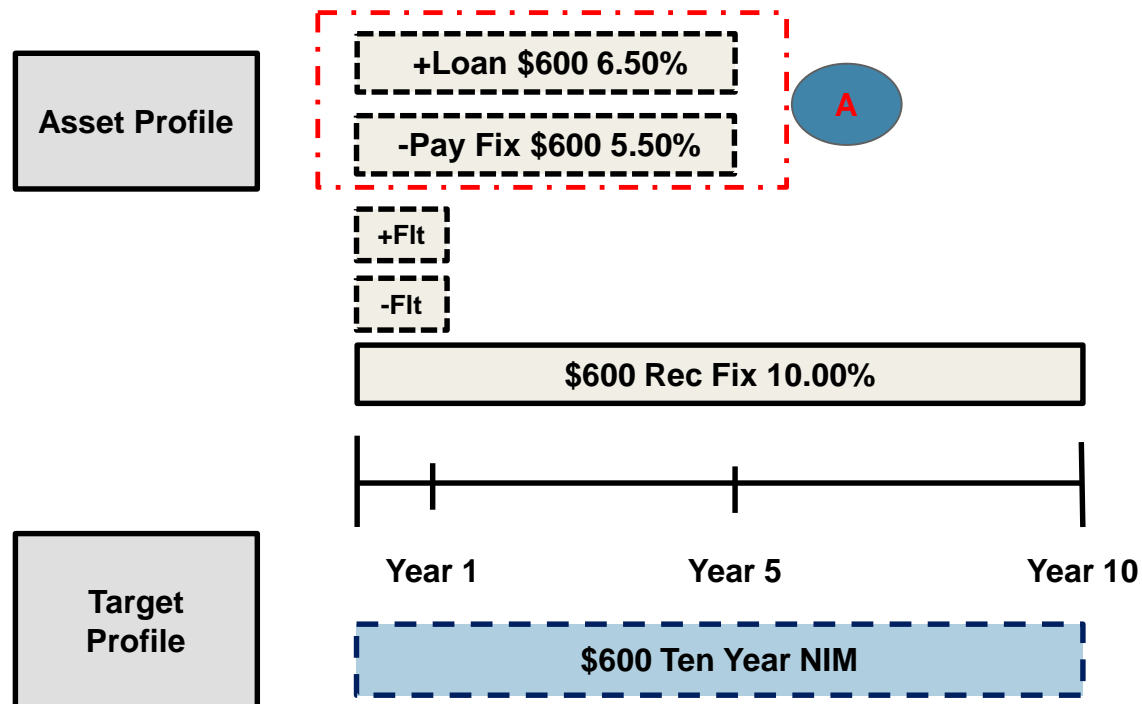 +Loan $600 6.50%
Asset Profile
A
-Pay Fix $600 5.50%
+Flt
-Flt
$600 Rec Fix 10.00%
Year 1
Year 5
Year 10
Target
Profile
$600 Ten Year NIM